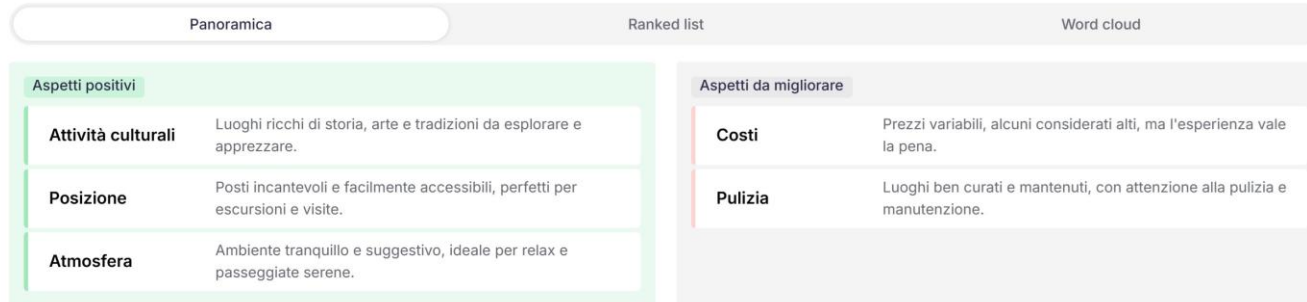 Panoramica
Ranked list
Word cloud
Aspetti positivi
Attività culturali
Luoghi ricchi di storia, arte e tradizioni da esplorare e
apprezzare.
Posizione
Posti incantevoli e facilmente accessibili, perfetti per
escursioni e visite.
Atmosfera
Ambiente tranquillo e suggestivo, ideale per relax e
passeggiate serene.
Aspetti da migliorare
Costi
Prezzi variabili, alcuni considerati alti, ma l'esperienza vale
la pena.
Pulizia
Luoghi ben curati e mantenuti, con attenzione alla pulizia e
manutenzione.